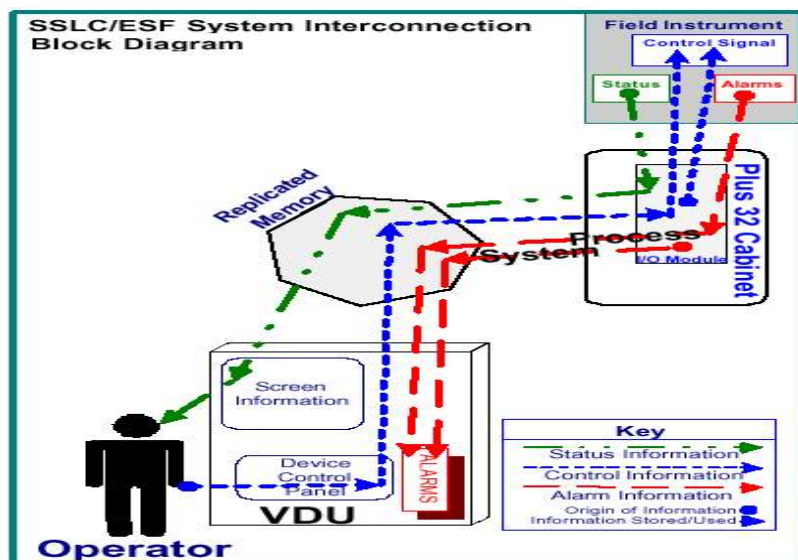 SSLC/ESF System Interconnection
Block Diagram
Field Instrument
Control Signal
Status
Alarms
Replicated
Memory
Plus 32 Cabinet
Process
System
I/O Module
Screen
Information
Device
Control
Panel
ALARMS
VDU
Operator
Key
Status Information
Control Information
Alarm Information
Origin of Information
Information Stored/Used